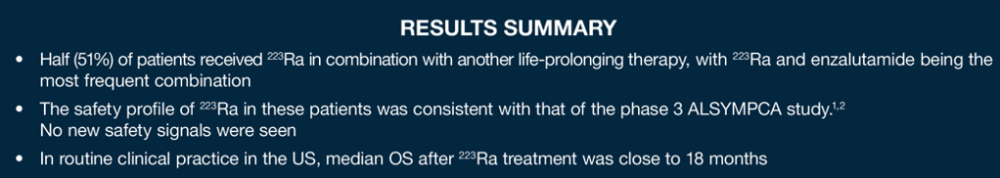 RESULTS SUMMARY
• Half (51%) of patients received ²²³Ra in combination with another life-prolonging therapy, with ²²³Ra and enzalutamide being the
most frequent combination
• The safety profile of ²²³Ra in these patients was consistent with that of the phase 3 ALSYMPCA study.¹,²
No new safety signals were seen
• In routine clinical practice in the US, median OS after ²²³Ra treatment was close to 18 months